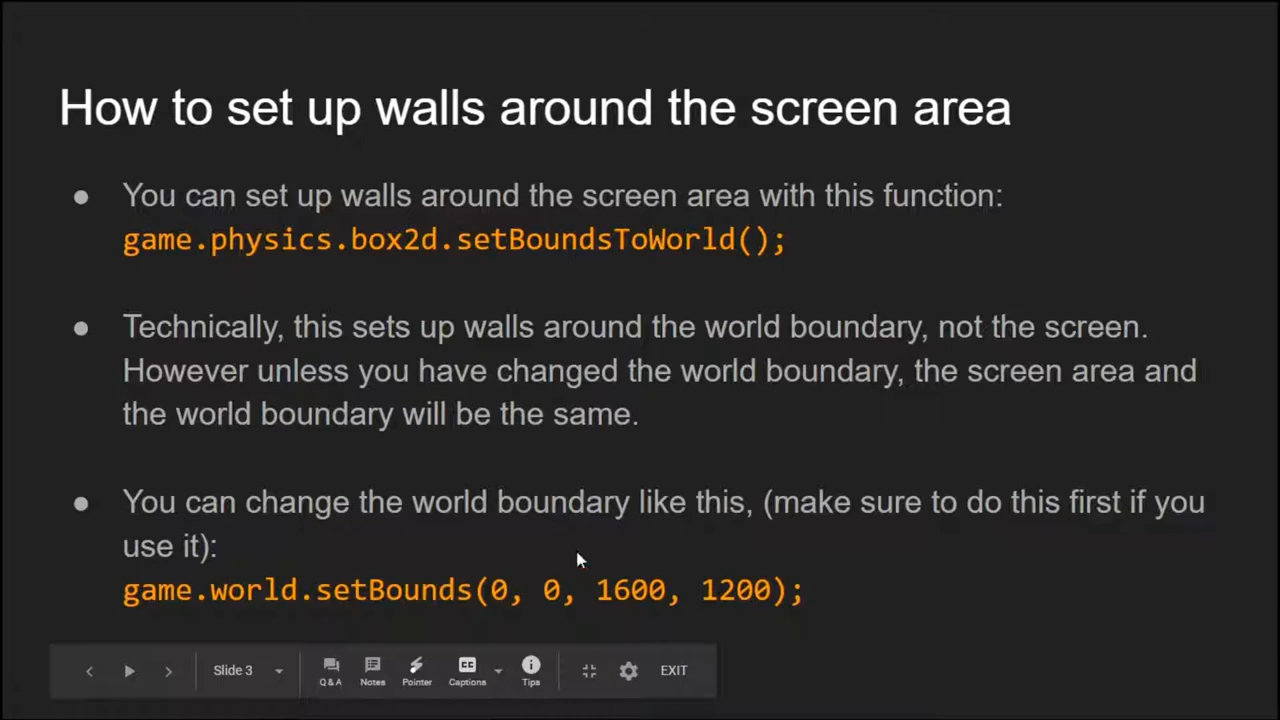 How to set up walls around the screen area
● You can set up walls around the screen area with this function:
game.physics.box2d.setBoundsToWorld();
● Technically, this sets up walls around the world boundary, not the screen.
However unless you have changed the world boundary, the screen area and
the world boundary will be the same.
● You can change the world boundary like this, (make sure to do this first if you
use it):
game.world.setBounds(0, 0, 1600, 1200);
Slide 3
Q & A
Notes
Pointer
CC
Captions
Tips
EXIT